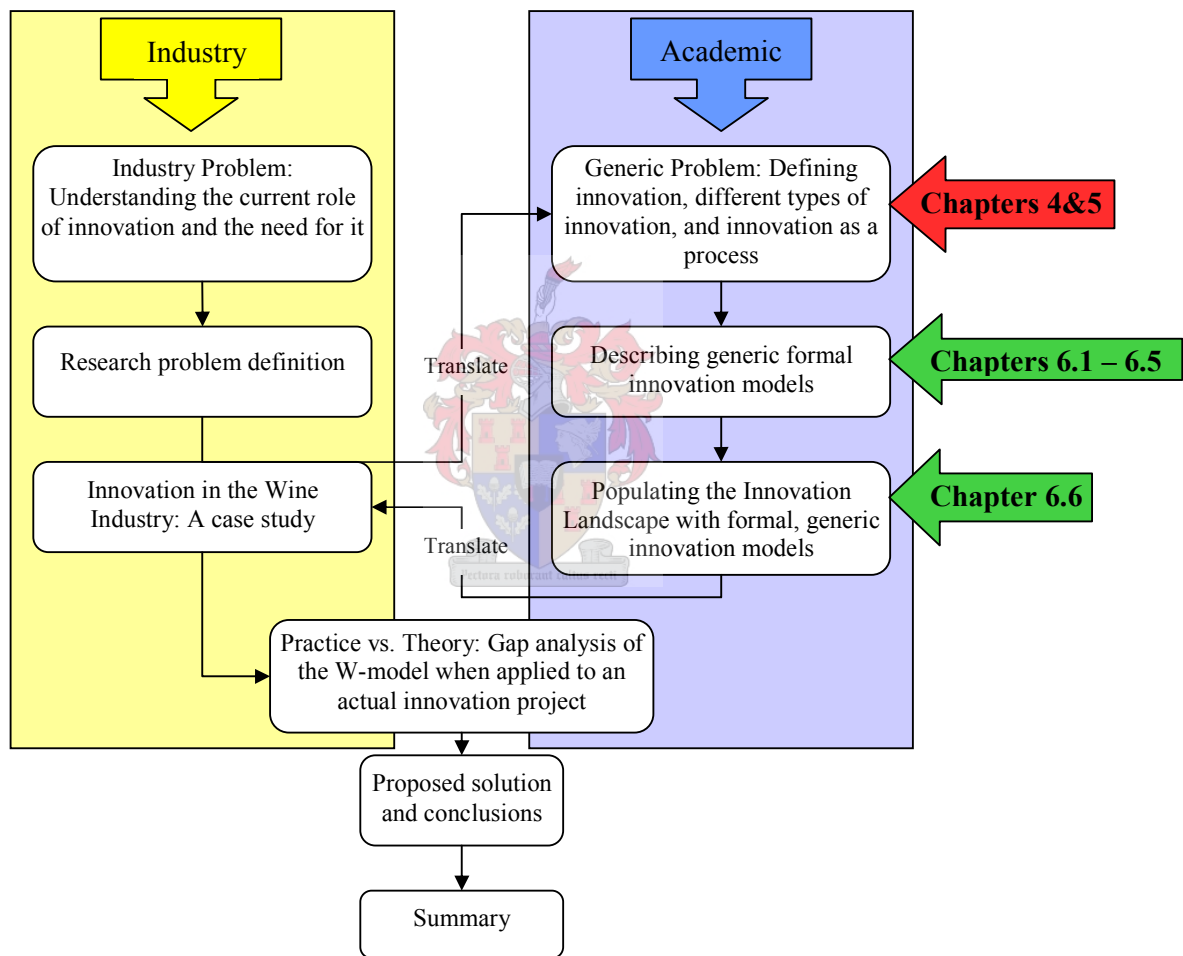 Industry
Academic
Industry Problem:
Understanding the current role
of innovation and the need for it
Generic Problem: Defining
innovation, different types of
innovation, and innovation as a
process
Chapters 4&5
Research problem definition
Translate
Describing generic formal
innovation models
Chapters 6.1 – 6.5
Innovation in the Wine
Industry: A case study
Translate
Populating the Innovation
Landscape with formal, generic
innovation models
Chapter 6.6
Pectora roborant cultus recti
Practice vs. Theory: Gap analysis of
the W-model when applied to an
actual innovation project
Proposed solution
and conclusions
Summary